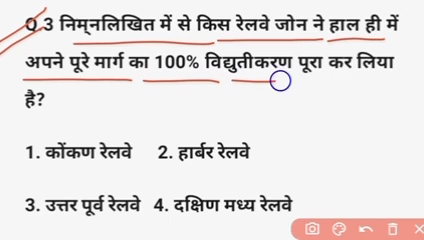 Q.3 निम्नलिखित में से किस रेलवे जोन ने हाल ही में
अपने पूरे मार्ग का 100% विद्युतीकरण पूरा कर लिया
है?
1. कोंकण रेलवे 2. हार्बर रेलवे
3. उत्तर पूर्व रेलवे 4. दक्षिण मध्य रेलवे